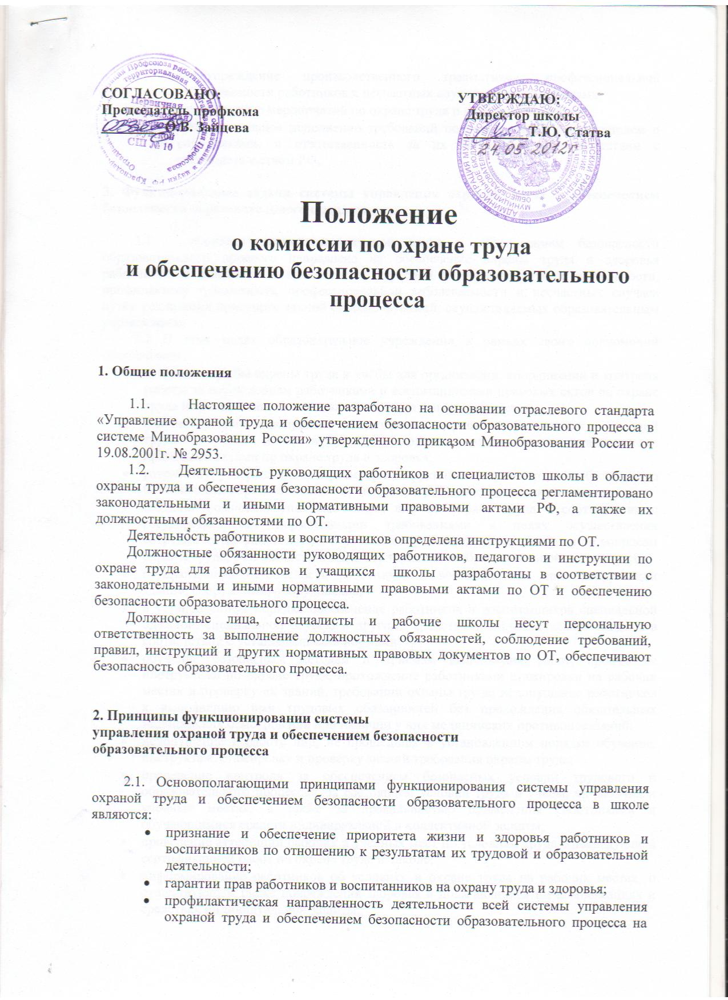 СОГЛАСОВАНО:
Председатель профкома
О.В. Зайцева
Первичная
СШ № 10
УТВЕРЖДАЮ:
Директор школы
Т.Ю. Статва
24.05.2012г.
Положение
о комиссии по охране труда
и обеспечению безопасности образовательного
процесса
1. Общие положения
1.1. Настоящее положение разработано на основании отраслевого стандарта
«Управление охраной труда и обеспечением безопасности образовательного процесса в
системе Минобразования России» утвержденного приказом Минобразования России от
19.08.2001г. № 2953.
1.2. Деятельность руководящих работников и специалистов школы в области
охраны труда и обеспечения безопасности образовательного процесса регламентировано
законодательными и иными нормативными правовыми актами РФ, а также их
должностными обязанностями по ОТ.
Деятельность работников и воспитанников определена инструкциями по ОТ.
Должностные обязанности руководящих работников, педагогов и инструкции по
охране труда для работников и учащихся школы разработаны в соответствии с
законодательными и иными нормативными правовыми актами по ОТ и обеспечению
безопасности образовательного процесса.
Должностные лица, специалисты и рабочие школы несут персональную
ответственность за выполнение должностных обязанностей, соблюдение требований,
правил, инструкций и других нормативных правовых документов по ОТ, обеспечивают
безопасность образовательного процесса.
2. Принципы функционировании системы
управления охраной труда и обеспечением безопасности
образовательного процесса
2.1. Основополагающими принципами функционирования системы управления
охраной труда и обеспечением безопасности образовательного процесса в школе
являются:
• признание и обеспечение приоритета жизни и здоровья работников и
воспитанников по отношению к результатам их трудовой и образовательной
деятельности;
• гарантии прав работников и воспитанников на охрану труда и здоровья;
• профилактическая направленность деятельности всей системы управления
охраной труда и обеспечением безопасности образовательного процесса на